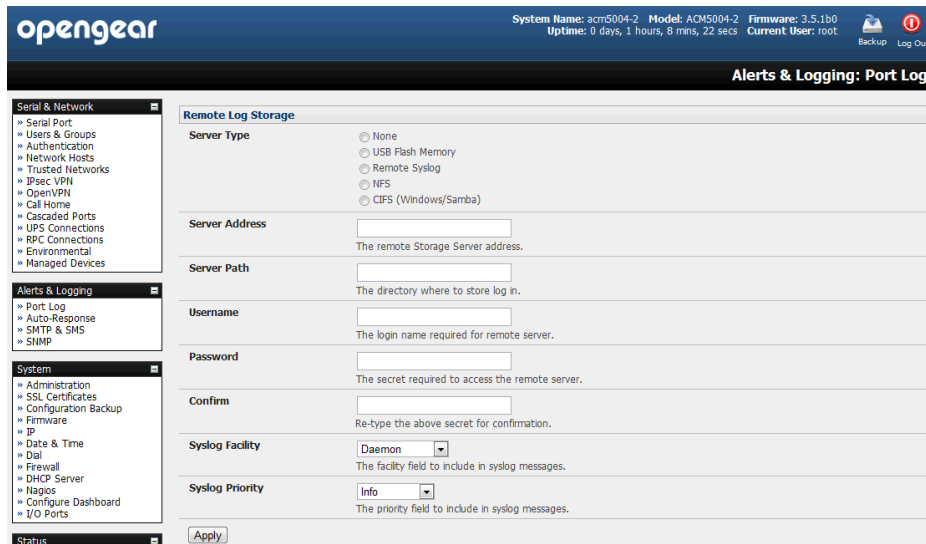 opengear
System Name: acm5004-2 Model: ACM5004-2 Firmware: 3.5.1b0
Uptime: 0 days, 1 hours, 8 mins, 22 secs Current User: root
Backup
Log Ou
Alerts & Logging: Port Log
Serial & Network
» Serial Port
» Users & Groups
» Authentication
» Network Hosts
» Trusted Networks
» IPsec VPN
» OpenVPN
» Call Home
» Cascaded Ports
» UPS Connections
» RPC Connections
» Environmental
» Managed Devices
Alerts & Logging
» Port Log
» Auto-Response
» SMTP & SMS
» SNMP
System
» Administration
» SSL Certificates
» Configuration Backup
» Firmware
» IP
» Date & Time
» Dial
» Firewall
» DHCP Server
» Nagios
» Configure Dashboard
» I/O Ports
Status
Remote Log Storage
Server Type
None
USB Flash Memory
Remote Syslog
NFS
CIFS (Windows/Samba)
Server Address
The remote Storage Server address.
Server Path
The directory where to store log in.
Username
The login name required for remote server.
Password
The secret required to access the remote server.
Confirm
Re-type the above secret for confirmation.
Syslog Facility
Daemon
The facility field to include in syslog messages.
Syslog Priority
Info
The priority field to include in syslog messages.
Apply